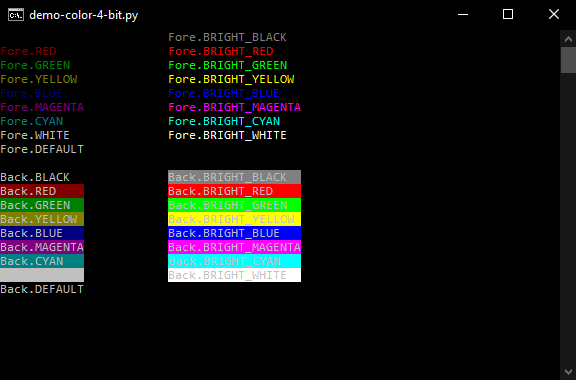 demo-color-4-bit.py
Fore.BRIGHT_BLACK
Fore.RED Fore.BRIGHT_RED
Fore.GREEN Fore.BRIGHT_GREEN
Fore.YELLOW Fore.BRIGHT_YELLOW
Fore.BLUE Fore.BRIGHT_BLUE
Fore.MAGENTA Fore.BRIGHT_MAGENTA
Fore.CYAN Fore.BRIGHT_CYAN
Fore.WHITE Fore.BRIGHT_WHITE
Fore.DEFAULT
Back.BLACK Back.BRIGHT_BLACK
Back.RED Back.BRIGHT_RED
Back.GREEN Back.BRIGHT_GREEN
Back.YELLOW Back.BRIGHT_YELLOW
Back.BLUE Back.BRIGHT_BLUE
Back.MAGENTA Back.BRIGHT_MAGENTA
Back.CYAN Back.BRIGHT_CYAN
Back.BRIGHT_WHITE
Back.DEFAULT